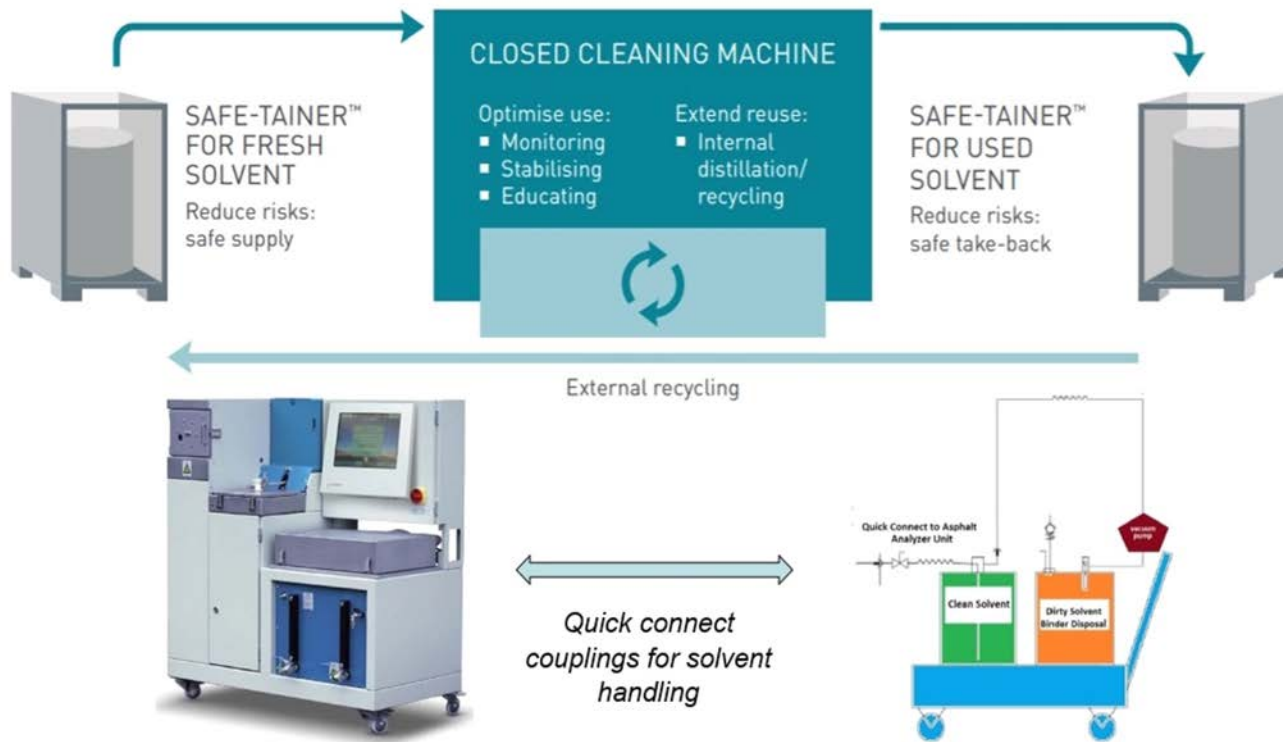 CLOSED CLEANING MACHINE
SAFE-TAINER™
FOR FRESH
SOLVENT
Reduce risks:
safe supply
Optimise use:
▪ Monitoring
▪ Stabilising
▪ Educating
Extend reuse:
▪ Internal
distillation/
recycling
SAFE-TAINER™
FOR USED
SOLVENT
Reduce risks:
safe take-back
External recycling
Quick connect
couplings for solvent
handling
Quick Connect to Asphalt
Analyzer Unit
vacuum
pump
Clean Solvent
Dirty Solvent
Binder Disposal